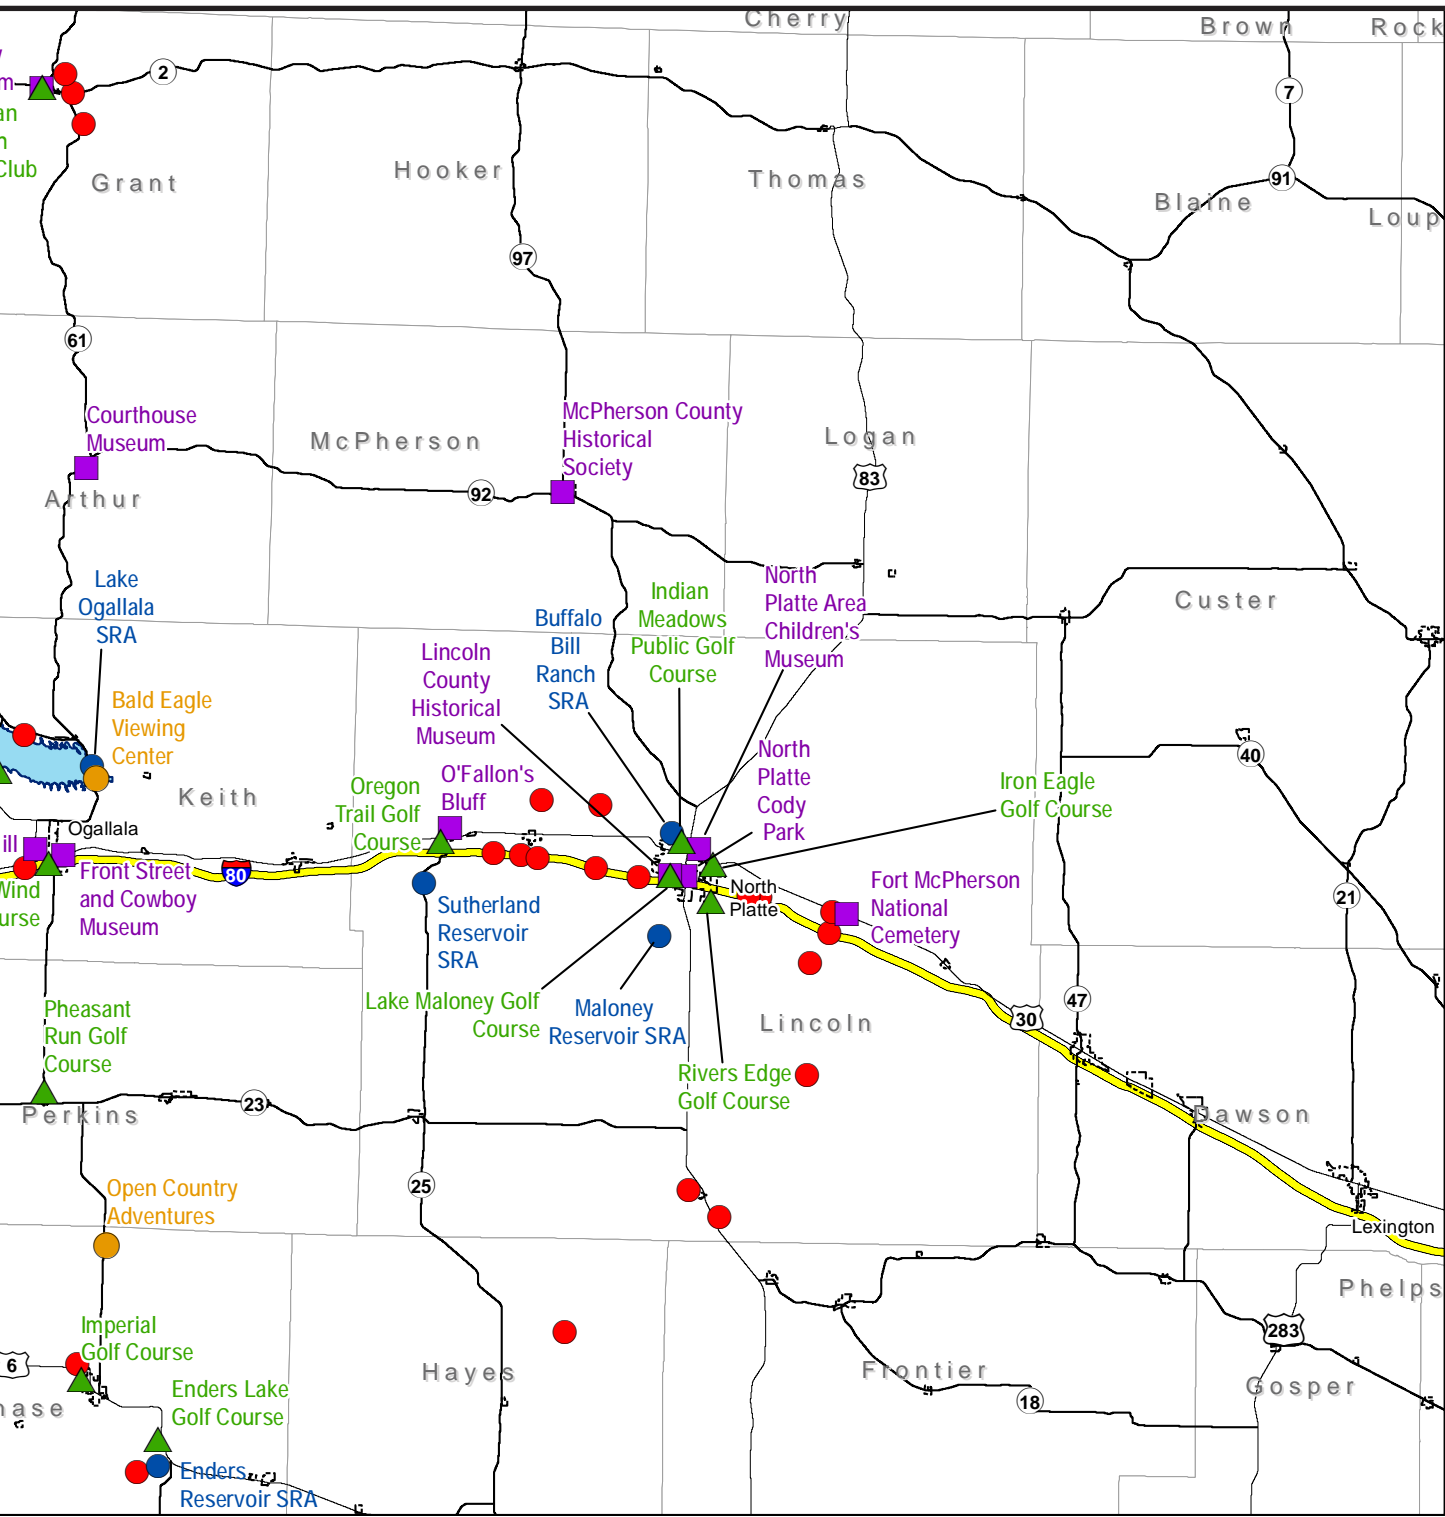 Cherry
Brown
Rock
m
an
n
Club
2
7
Grant
Hooker
Thomas
91
Blaine
Loup
97
61
Courthouse
Museum
McPherson
McPherson County
Historical
Society
Logan
83
92
Arthur
Lake
Ogallala
SRA
Buffalo
Bill
Ranch
SRA
Indian
Meadows
Public Golf
Course
North
Platte Area
Children's
Museum
Custer
Lincoln
County
Historical
Museum
Bald Eagle
Viewing
Center
North
Platte
Cody
Park
40
Iron Eagle
Golf Course
Keith
Oregon
Trail Golf
Course
O'Fallon's
Bluff
Ogallala
ill
Wind
urse
Front Street
and Cowboy
Museum
80
North
Platte
Fort McPherson
National
Cemetery
21
Sutherland
Reservoir
SRA
Lake Maloney Golf
Course
Maloney
Reservoir SRA
Lincoln
30
47
Pheasant
Run Golf
Course
Rivers Edge
Golf Course
Perkins
23
Dawson
25
Open Country
Adventures
Lexington
Phelps
Imperial
Golf Course
283
6
Hayes
Frontier
Gosper
Enders Lake
Golf Course
18
hase
Enders
Reservoir SRA